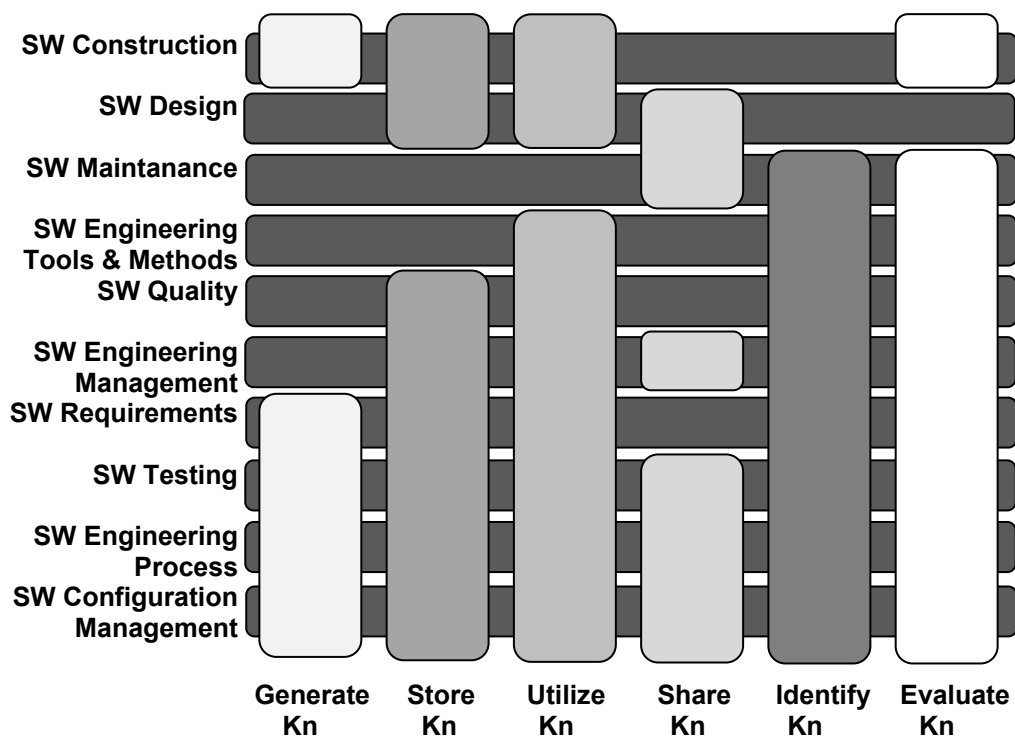 SW Construction
SW Design
SW Maintanance
SW Engineering
Tools & Methods
SW Quality
SW Engineering
Management
SW Requirements
SW Testing
SW Engineering
Process
SW Configuration
Management
Generate Store Utilize Share Identify Evaluate
Kn Kn Kn Kn Kn Kn